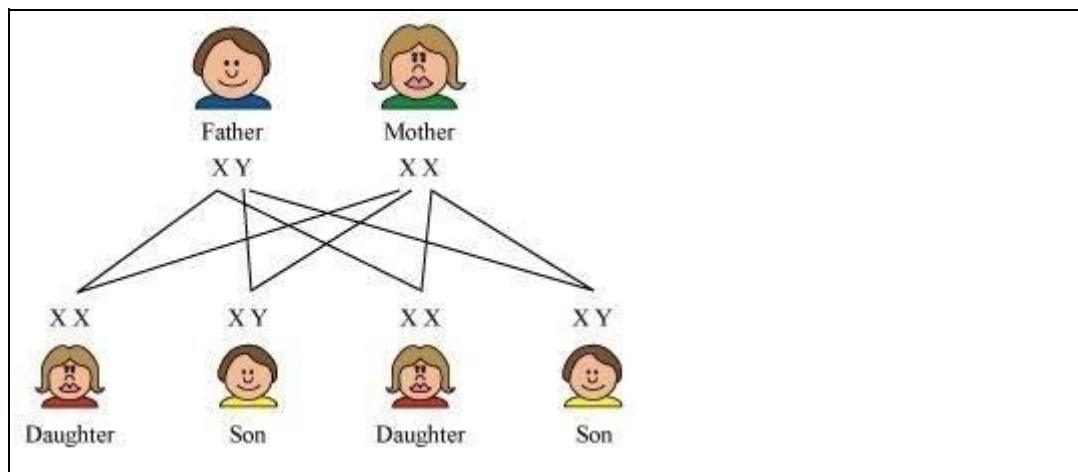 Father Mother
X Y X X
X X X Y X X X Y
Daughter Son Daughter Son